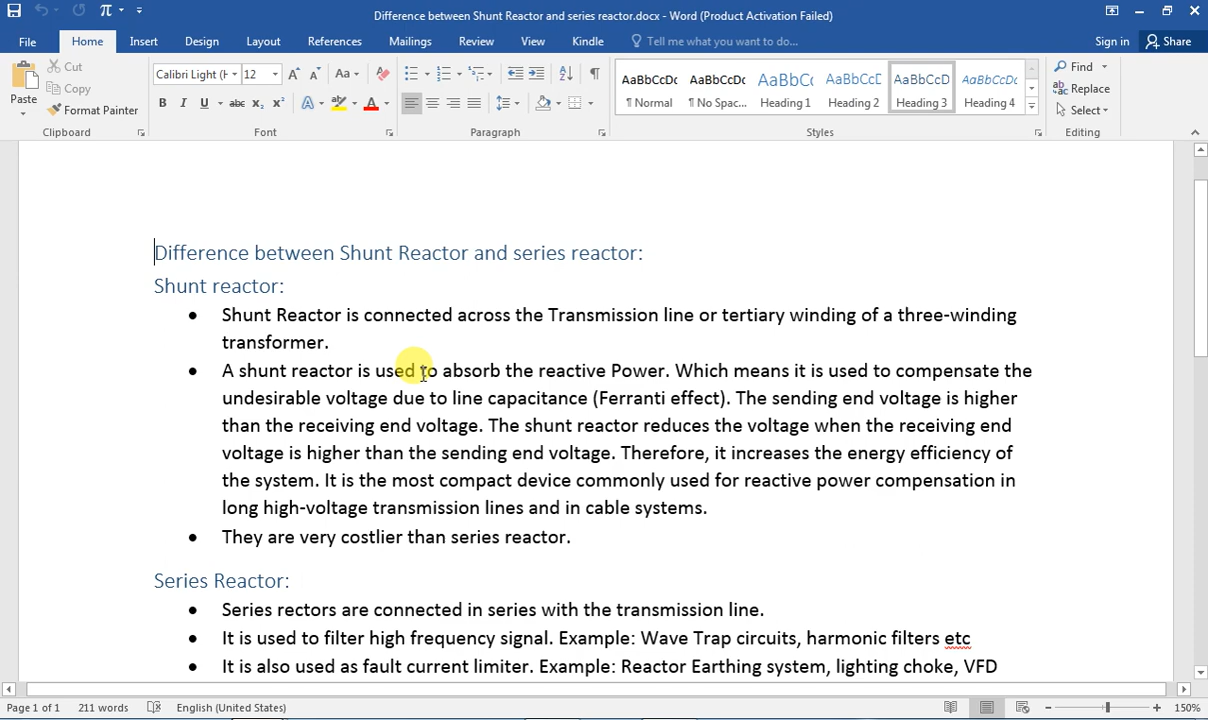 Difference between Shunt Reactor and series reactor.docx - Word (Product Activation Failed)
File Home Insert Design Layout References Mailings Review View Kindle Tell me what you want to do... Sign in Share
Paste Cut Copy Format Painter
Calibri Light (H 12
AaBbCcDc AaBbCcDc AaBbC( AaBbCcE AaBbCcD AaBbCcDc
¶ Normal ¶ No Spac... Heading 1 Heading 2 Heading 3 Heading 4
Find Replace Select
Clipboard Font Paragraph Styles Editing
Difference between Shunt Reactor and series reactor:
Shunt reactor:
• Shunt Reactor is connected across the Transmission line or tertiary winding of a three-winding
transformer.
• A shunt reactor is used to absorb the reactive Power. Which means it is used to compensate the
undesirable voltage due to line capacitance (Ferranti effect). The sending end voltage is higher
than the receiving end voltage. The shunt reactor reduces the voltage when the receiving end
voltage is higher than the sending end voltage. Therefore, it increases the energy efficiency of
the system. It is the most compact device commonly used for reactive power compensation in
long high-voltage transmission lines and in cable systems.
• They are very costlier than series reactor.
Series Reactor:
• Series rectors are connected in series with the transmission line.
• It is used to filter high frequency signal. Example: Wave Trap circuits, harmonic filters etc
• It is also used as fault current limiter. Example: Reactor Earthing system, lighting choke, VFD
Page 1 of 1 211 words English (United States) 150%